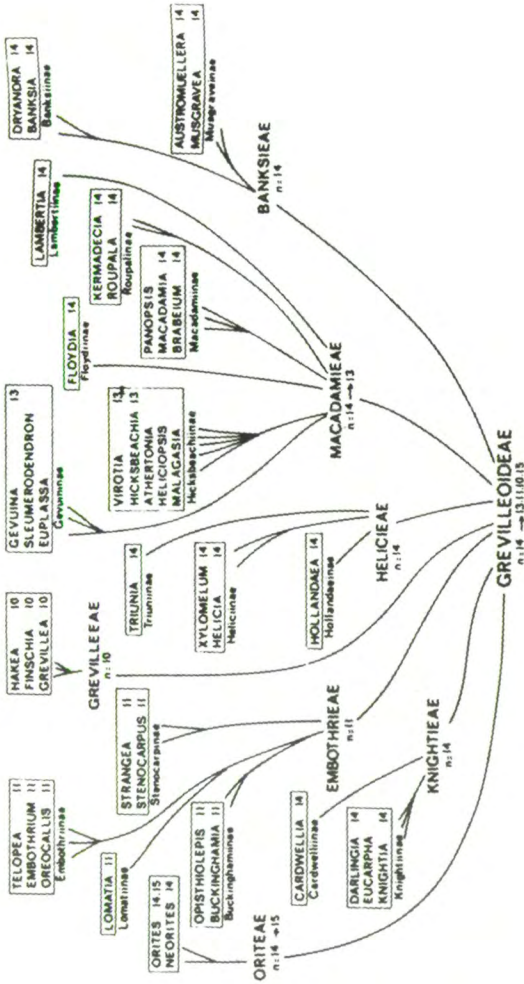 TELOPEA 11
EMBOTHRIUM 11
OREOCALLIS 11
Embothriinae
LOMATIA 11
Lomatiinae
STRANGEA 11
STENOCARPUS 11
Stenocarpinae
OPISTHIOLEPIS 11
BUCKINGHAMIA 11
Buckinghamiinae
EMBOTHRIEAE
n:11
ORITES 14.15
NEORITES 14
ORITEAE
n:14→15
CARDWELLIA 14
Cardwelliinae
DARLINGIA 14
EUCARPHA
KNIGHTIA 14
Knightiinae
KNIGHTIEAE
n:14
HAKEA 10
FINSCHIA 10
GREVILLEA 10
GREVILLEEAE
n:10
TRIUNIA 14
Triuniinae
XYLOMELUM 14
HELICIA 14
Heliciinae
HOLLANDAEA 14
Hollandaeinae
HELICIEAE
n:14
GEVUINA 13
SLEUMERODENDRON
EUPLASSA
Gevuininae
VIROTIA
HICKSBEACHIA 13
ATHERTONIA
HELICIOPSIS
MALAGASIA
Hicksbeachiinae
FLOYDIA 14
Floydiinae
PANOPSIS
MACADAMIA 14
BRABEIUM 14
Macadamiinae
KERMADECIA 14
ROUPALA 14
Roupalinae
LAMBERTIA 14
Lambertiinae
MACADAMIEAE
n:14→13
DRYANDRA 14
BANKSIA 14
Banksiinae
AUSTROMUELLERA 14
MUSGRAVEA 14
Musgraveinae
BANKSIEAE
n:14
GREVILLEOIDEAE
n:14→13;11;10;15